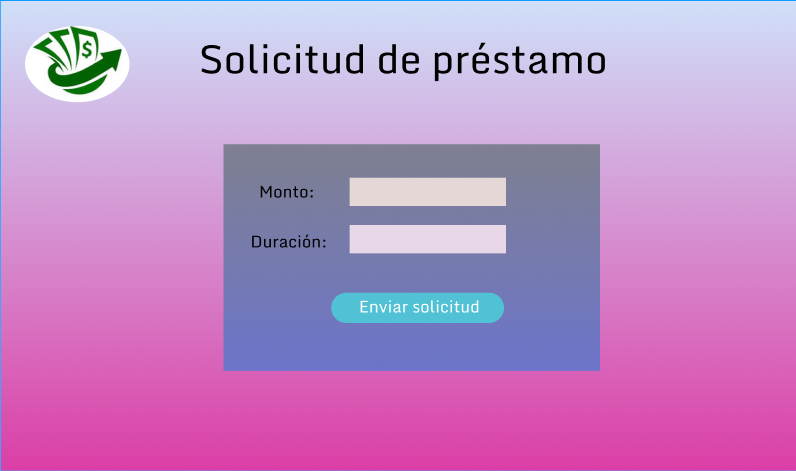 $
Solicitud de préstamo
Monto:
Duración:
Enviar solicitud